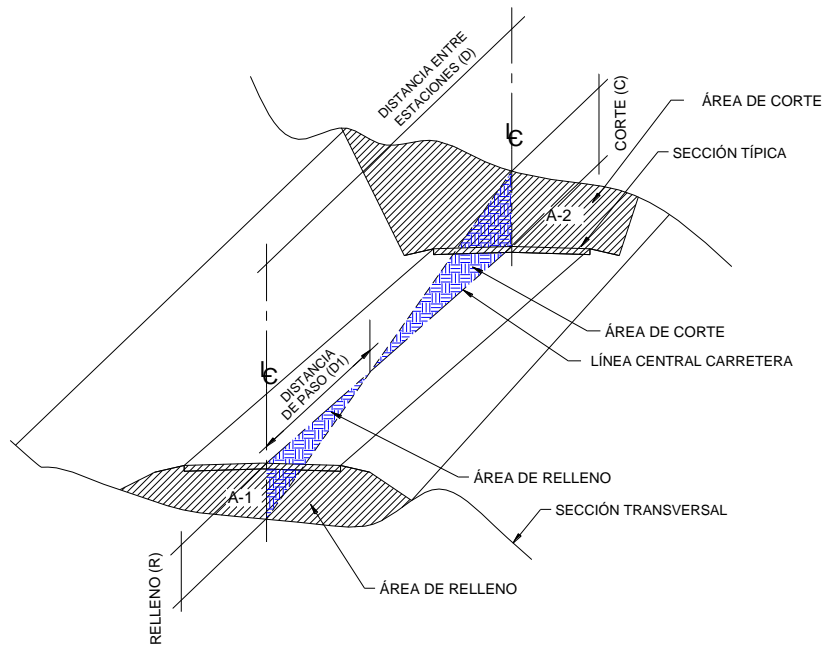 DISTANCIA ENTRE
ESTACIONES (D)
CORTE (C)
ÁREA DE CORTE
SECCIÓN TÍPICA
A-2
ÁREA DE CORTE
LÍNEA CENTRAL CARRETERA
DISTANCIA
DE PASO (D1)
ÁREA DE RELLENO
A-1
SECCIÓN TRANSVERSAL
RELLENO (R)
ÁREA DE RELLENO